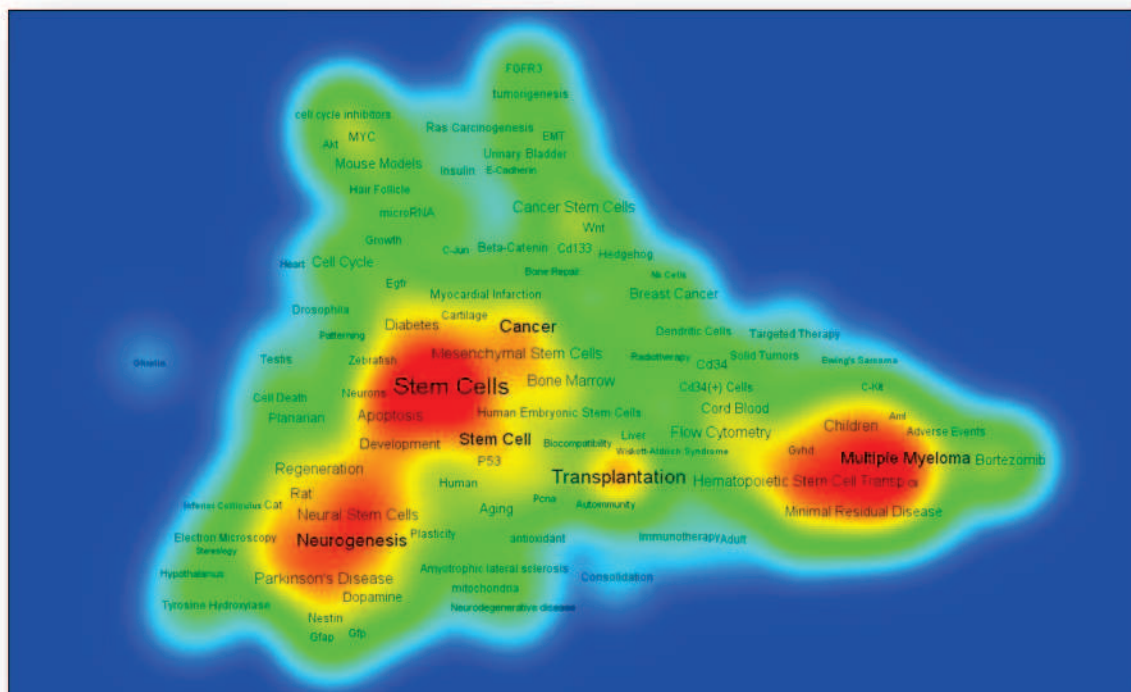 FGFR3
tumorigenesis
cell cycle inhibitors
Ras Carcinogenesis
Akt
MYC
EMT
Mouse Models
Urinary Bladder
Insulin
E-Cadherin
Hair Follicle
microRNA
Cancer Stem Cells
Wnt
Growth
C-Jun
Beta-Catenin
Cd133
Hedgehog
Heart
Cell Cycle
Bone Repair
Nk Cells
Egfr
Myocardial Infarction
Breast Cancer
Drosophila
Cartilage
Diabetes
Cancer
Patterning
Dendritic Cells
Targeted Therapy
Testis
Zebrafish
Mesenchymal Stem Cells
Radiotherapy
Cd34
Solid Tumors
Ewing's Sarcoma
Stem Cells
Bone Marrow
Neurons
Cell Death
Cd34(+) Cells
C-Kit
Planarian
Apoptosis
Human Embryonic Stem Cells
Cord Blood
Aml
Development
Stem Cell
Biocompatibility
Liver
Flow Cytometry
Children
Adverse Events
Wiskott-Aldrich Syndrome
Gvhd
Multiple Myeloma
Bortezomib
P53
Regeneration
Human
Transplantation
Hematopoietic Stem Cell Transp
Rat
Inferior Colliculus
Cat
Neural Stem Cells
Aging
Pcna
Autoimmunity
Minimal Residual Disease
Electron Microscopy
Neurogenesis
Plasticity
antioxidant
Immunotherapy
Adult
Stereology
Hypothalamus
Parkinson's Disease
Amyotrophic lateral sclerosis
Consolidation
mitochondria
Dopamine
Tyrosine Hydroxylase
Neurodegenerative disease
Nestin
Gfap
Gfp